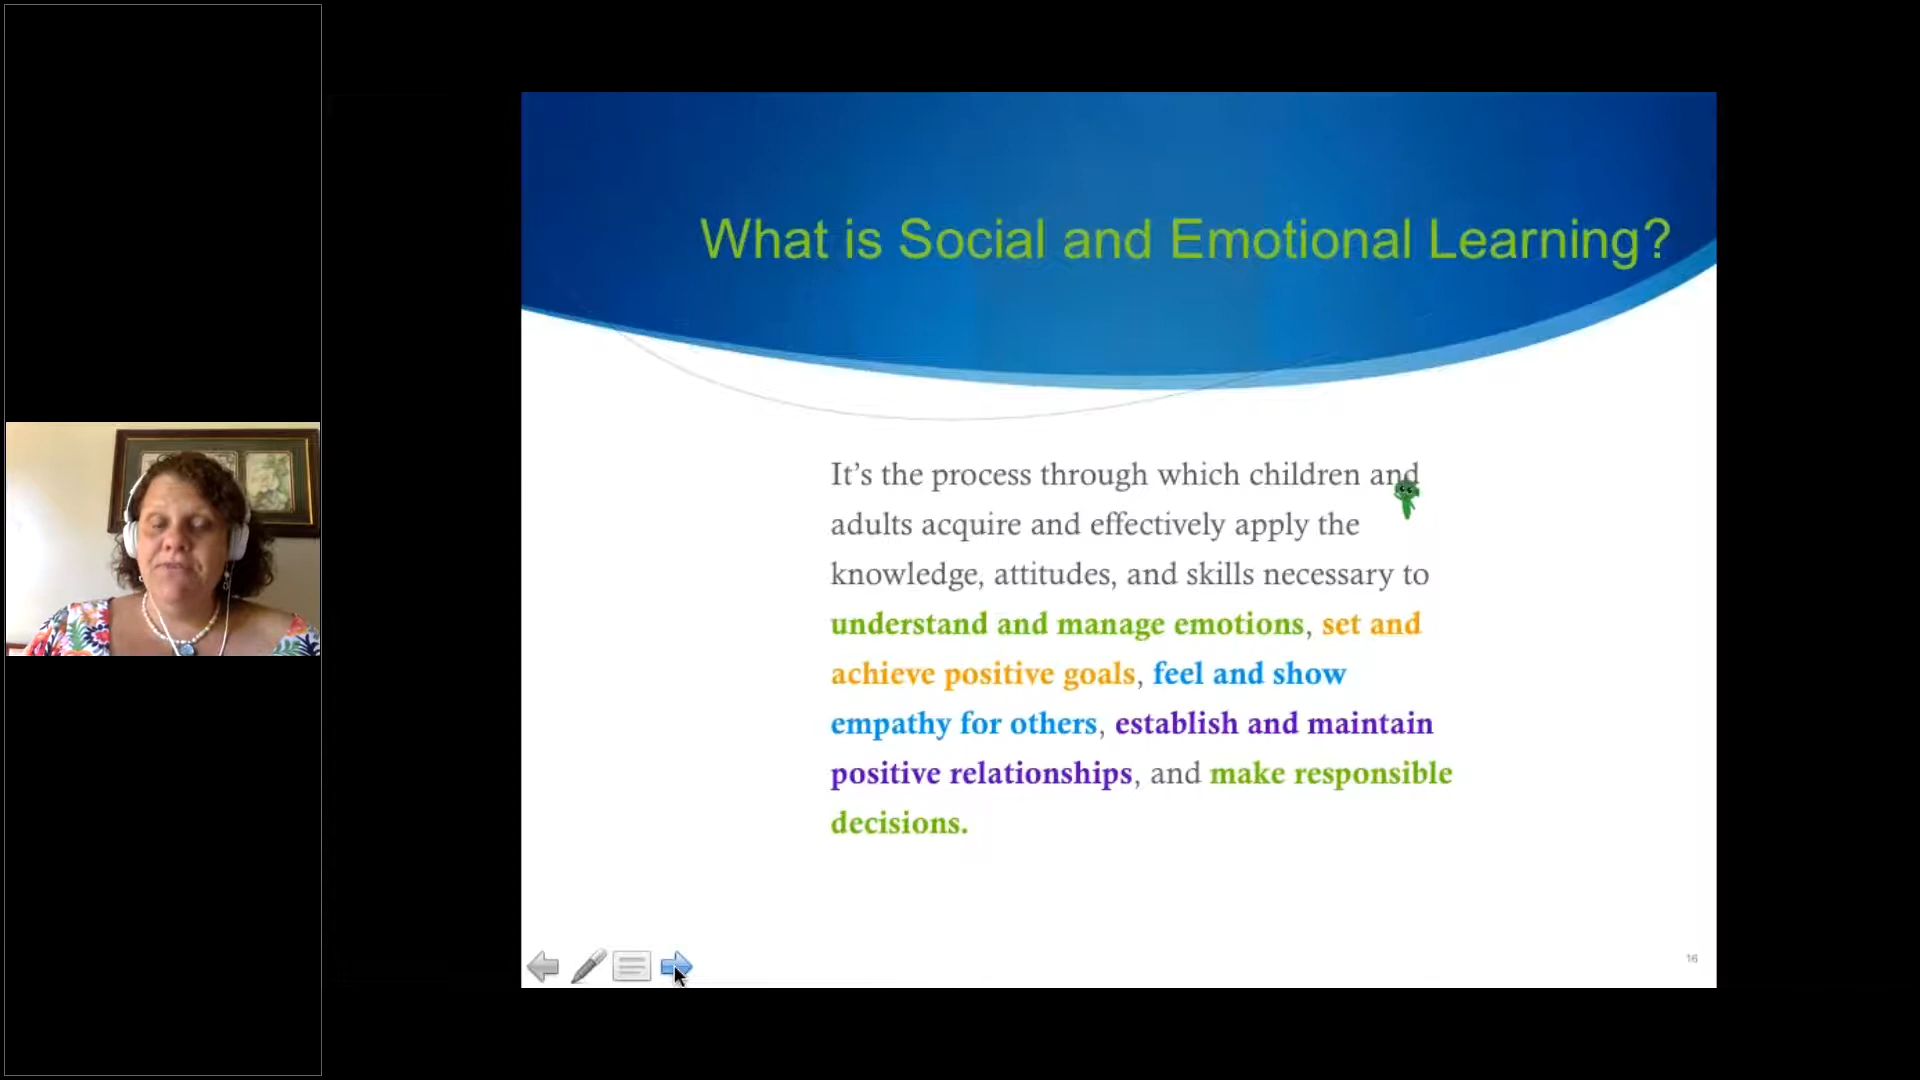 What is Social and Emotional Learning?
It’s the process through which children and
adults acquire and effectively apply the
knowledge, attitudes, and skills necessary to
understand and manage emotions, set and
achieve positive goals, feel and show
empathy for others, establish and maintain
positive relationships, and make responsible
decisions.
16